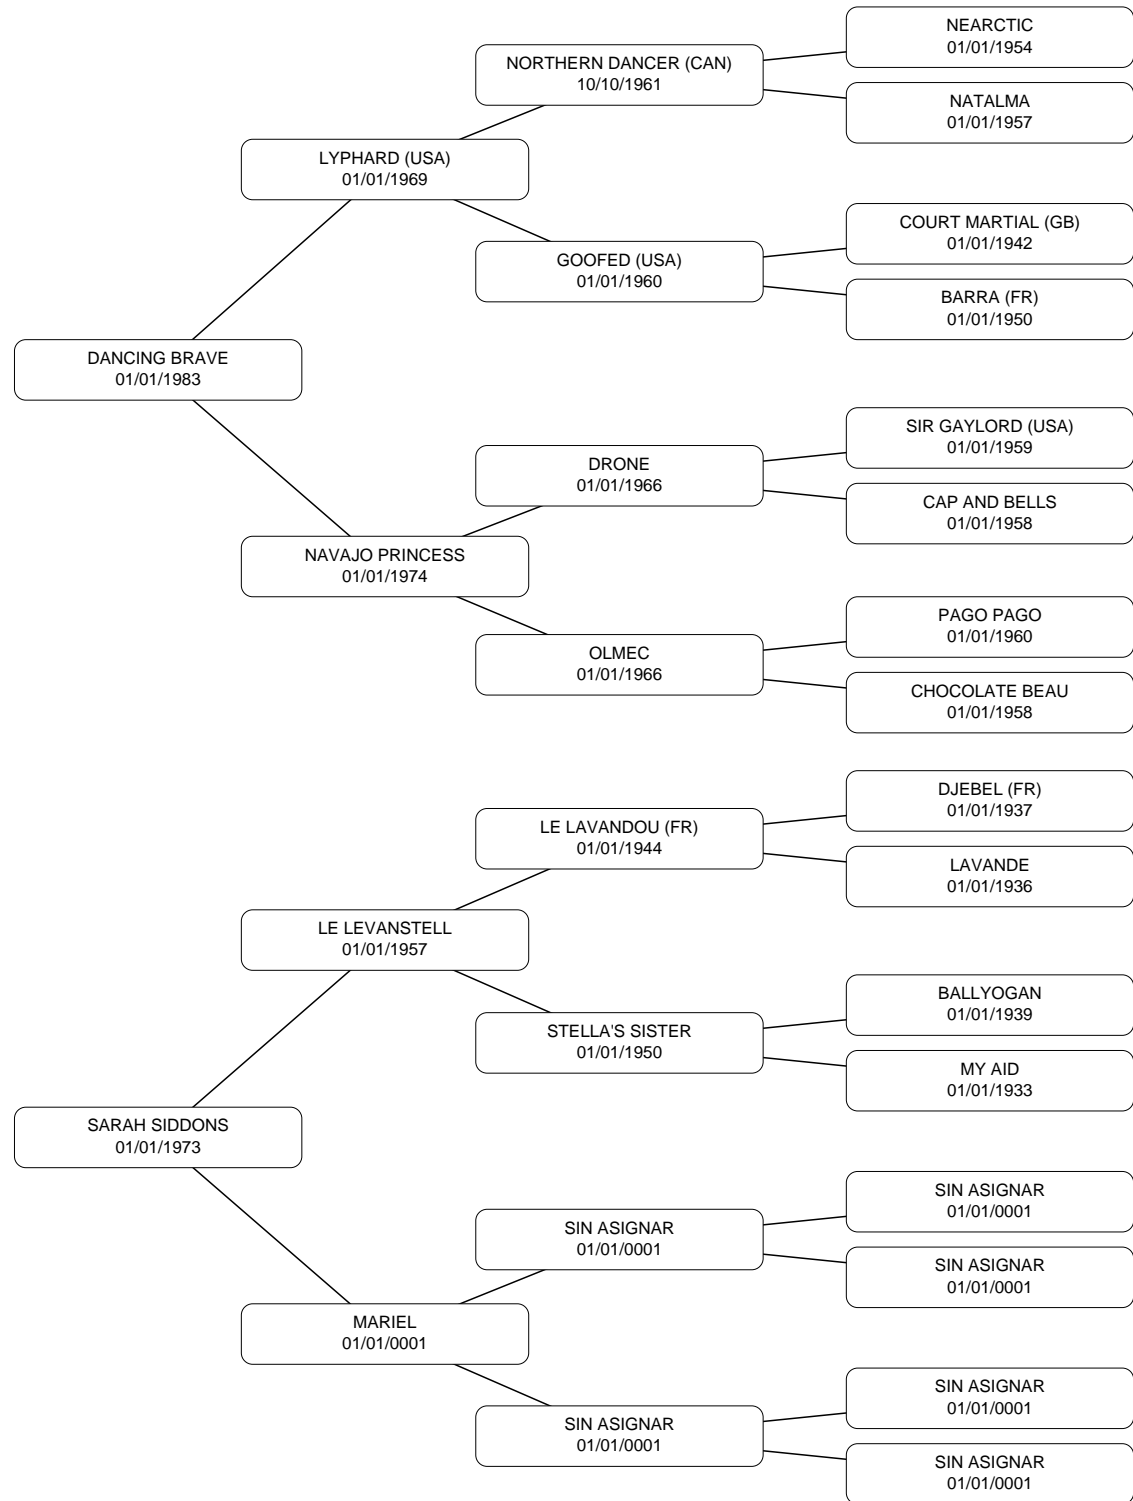 NEARCTIC
01/01/1954
NORTHERN DANCER (CAN)
10/10/1961
NATALMA
01/01/1957
LYPHARD (USA)
01/01/1969
COURT MARTIAL (GB)
01/01/1942
GOOFED (USA)
01/01/1960
BARRA (FR)
01/01/1950
DANCING BRAVE
01/01/1983
SIR GAYLORD (USA)
01/01/1959
DRONE
01/01/1966
CAP AND BELLS
01/01/1958
NAVAJO PRINCESS
01/01/1974
PAGO PAGO
01/01/1960
OLMEC
01/01/1966
CHOCOLATE BEAU
01/01/1958
DJEBEL (FR)
01/01/1937
LE LAVANDOU (FR)
01/01/1944
LAVANDE
01/01/1936
LE LEVANSTELL
01/01/1957
BALLYOGAN
01/01/1939
STELLA'S SISTER
01/01/1950
MY AID
01/01/1933
SARAH SIDDONS
01/01/1973
SIN ASIGNAR
01/01/0001
SIN ASIGNAR
01/01/0001
SIN ASIGNAR
01/01/0001
MARIEL
01/01/0001
SIN ASIGNAR
01/01/0001
SIN ASIGNAR
01/01/0001
SIN ASIGNAR
01/01/0001